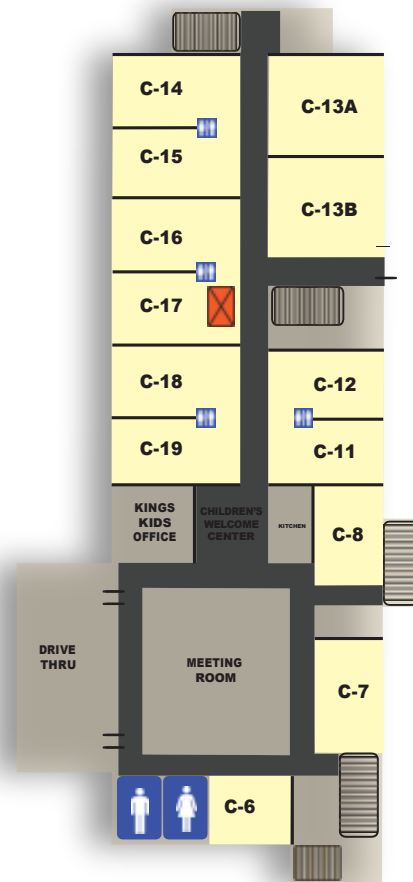 C-14
C-13A
C-15
C-13B
C-16
C-17
C-18
C-12
C-19
C-11
KINGS
KIDS
OFFICE
CHILDREN'S
WELCOME
CENTER
KITCHEN
C-8
DRIVE
THRU
MEETING
ROOM
C-7
C-6